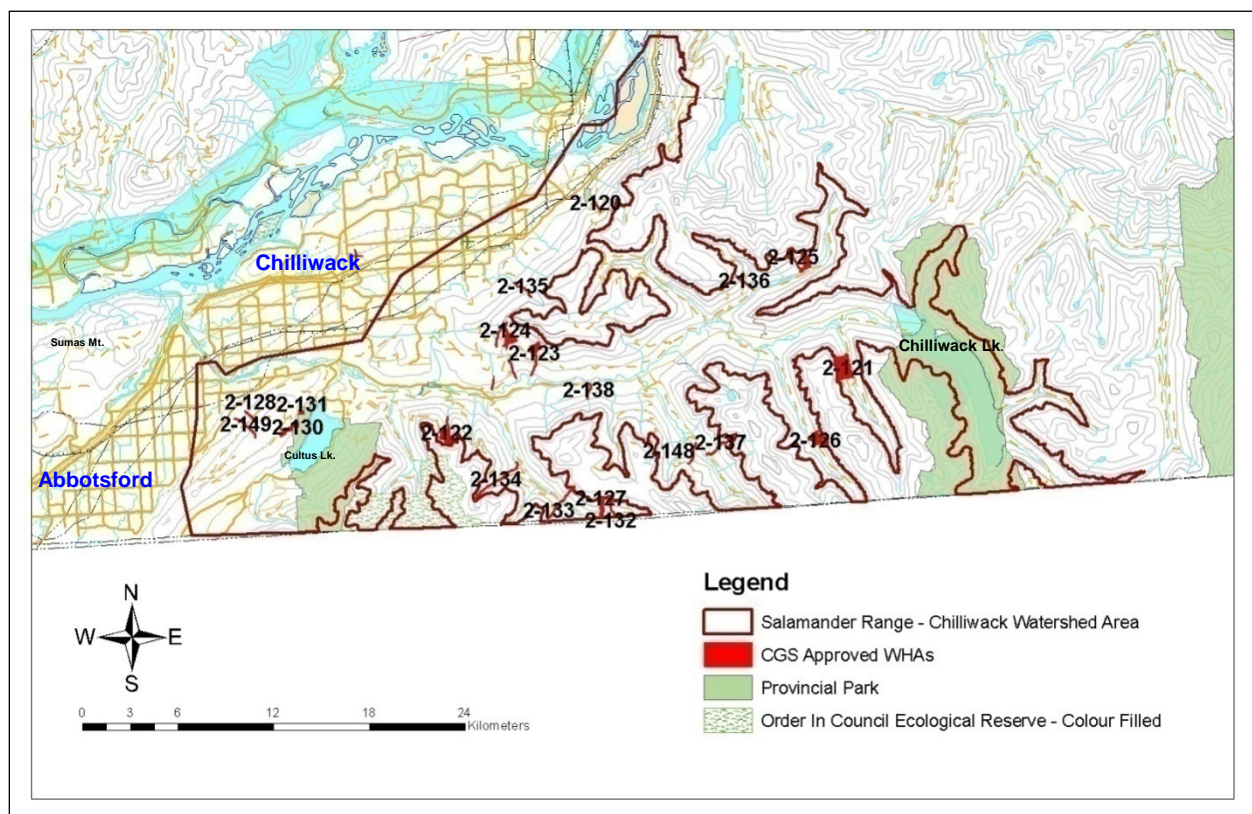 2-120
Chilliwack
2-125
2-136
2-135
Sumas Mt.
2-124
2-123
Chilliwack Lk.
2-121
2-138
2-128 2-131
2-149 2-130
2-122
2-148 2-137 2-126
Cultus Lk.
Abbotsford
2-134
2-127
2-133
2-132
Legend
Salamander Range - Chilliwack Watershed Area
CGS Approved WHAs
Provincial Park
Order In Council Ecological Reserve - Colour Filled
N
W E
S
0 3 6 12 18 24
Kilometers